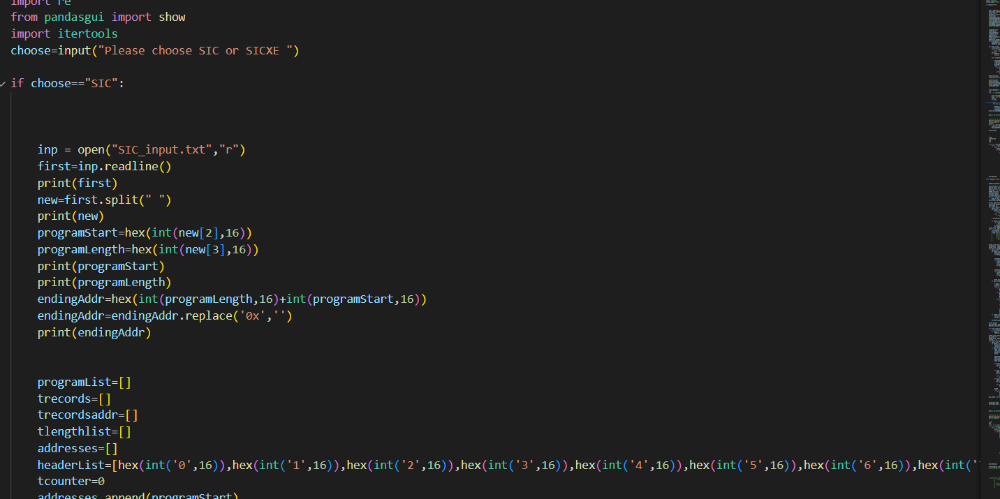 import re
from pandasgui import show
import itertools
choose=input("Please choose SIC or SICXE ")
if choose=="SIC":
    inp = open("SIC_input.txt","r")
    first=inp.readline()
    print(first)
    new=first.split(" ")
    print(new)
    programStart=hex(int(new[2],16))
    programLength=hex(int(new[3],16))
    print(programStart)
    print(programLength)
    endingAddr=hex(int(programLength,16)+int(programStart,16))
    endingAddr=endingAddr.replace('0x','')
    print(endingAddr)
    programList=[]
    trecords=[]
    trecordsaddr=[]
    tlengthlist=[]
    addresses=[]
    headerList=[hex(int('0',16)),hex(int('1',16)),hex(int('2',16)),hex(int('3',16)),hex(int('4',16)),hex(int('5',16)),hex(int('6',16)),hex(int('
    tcounter=0
    addresses.append(programStart)